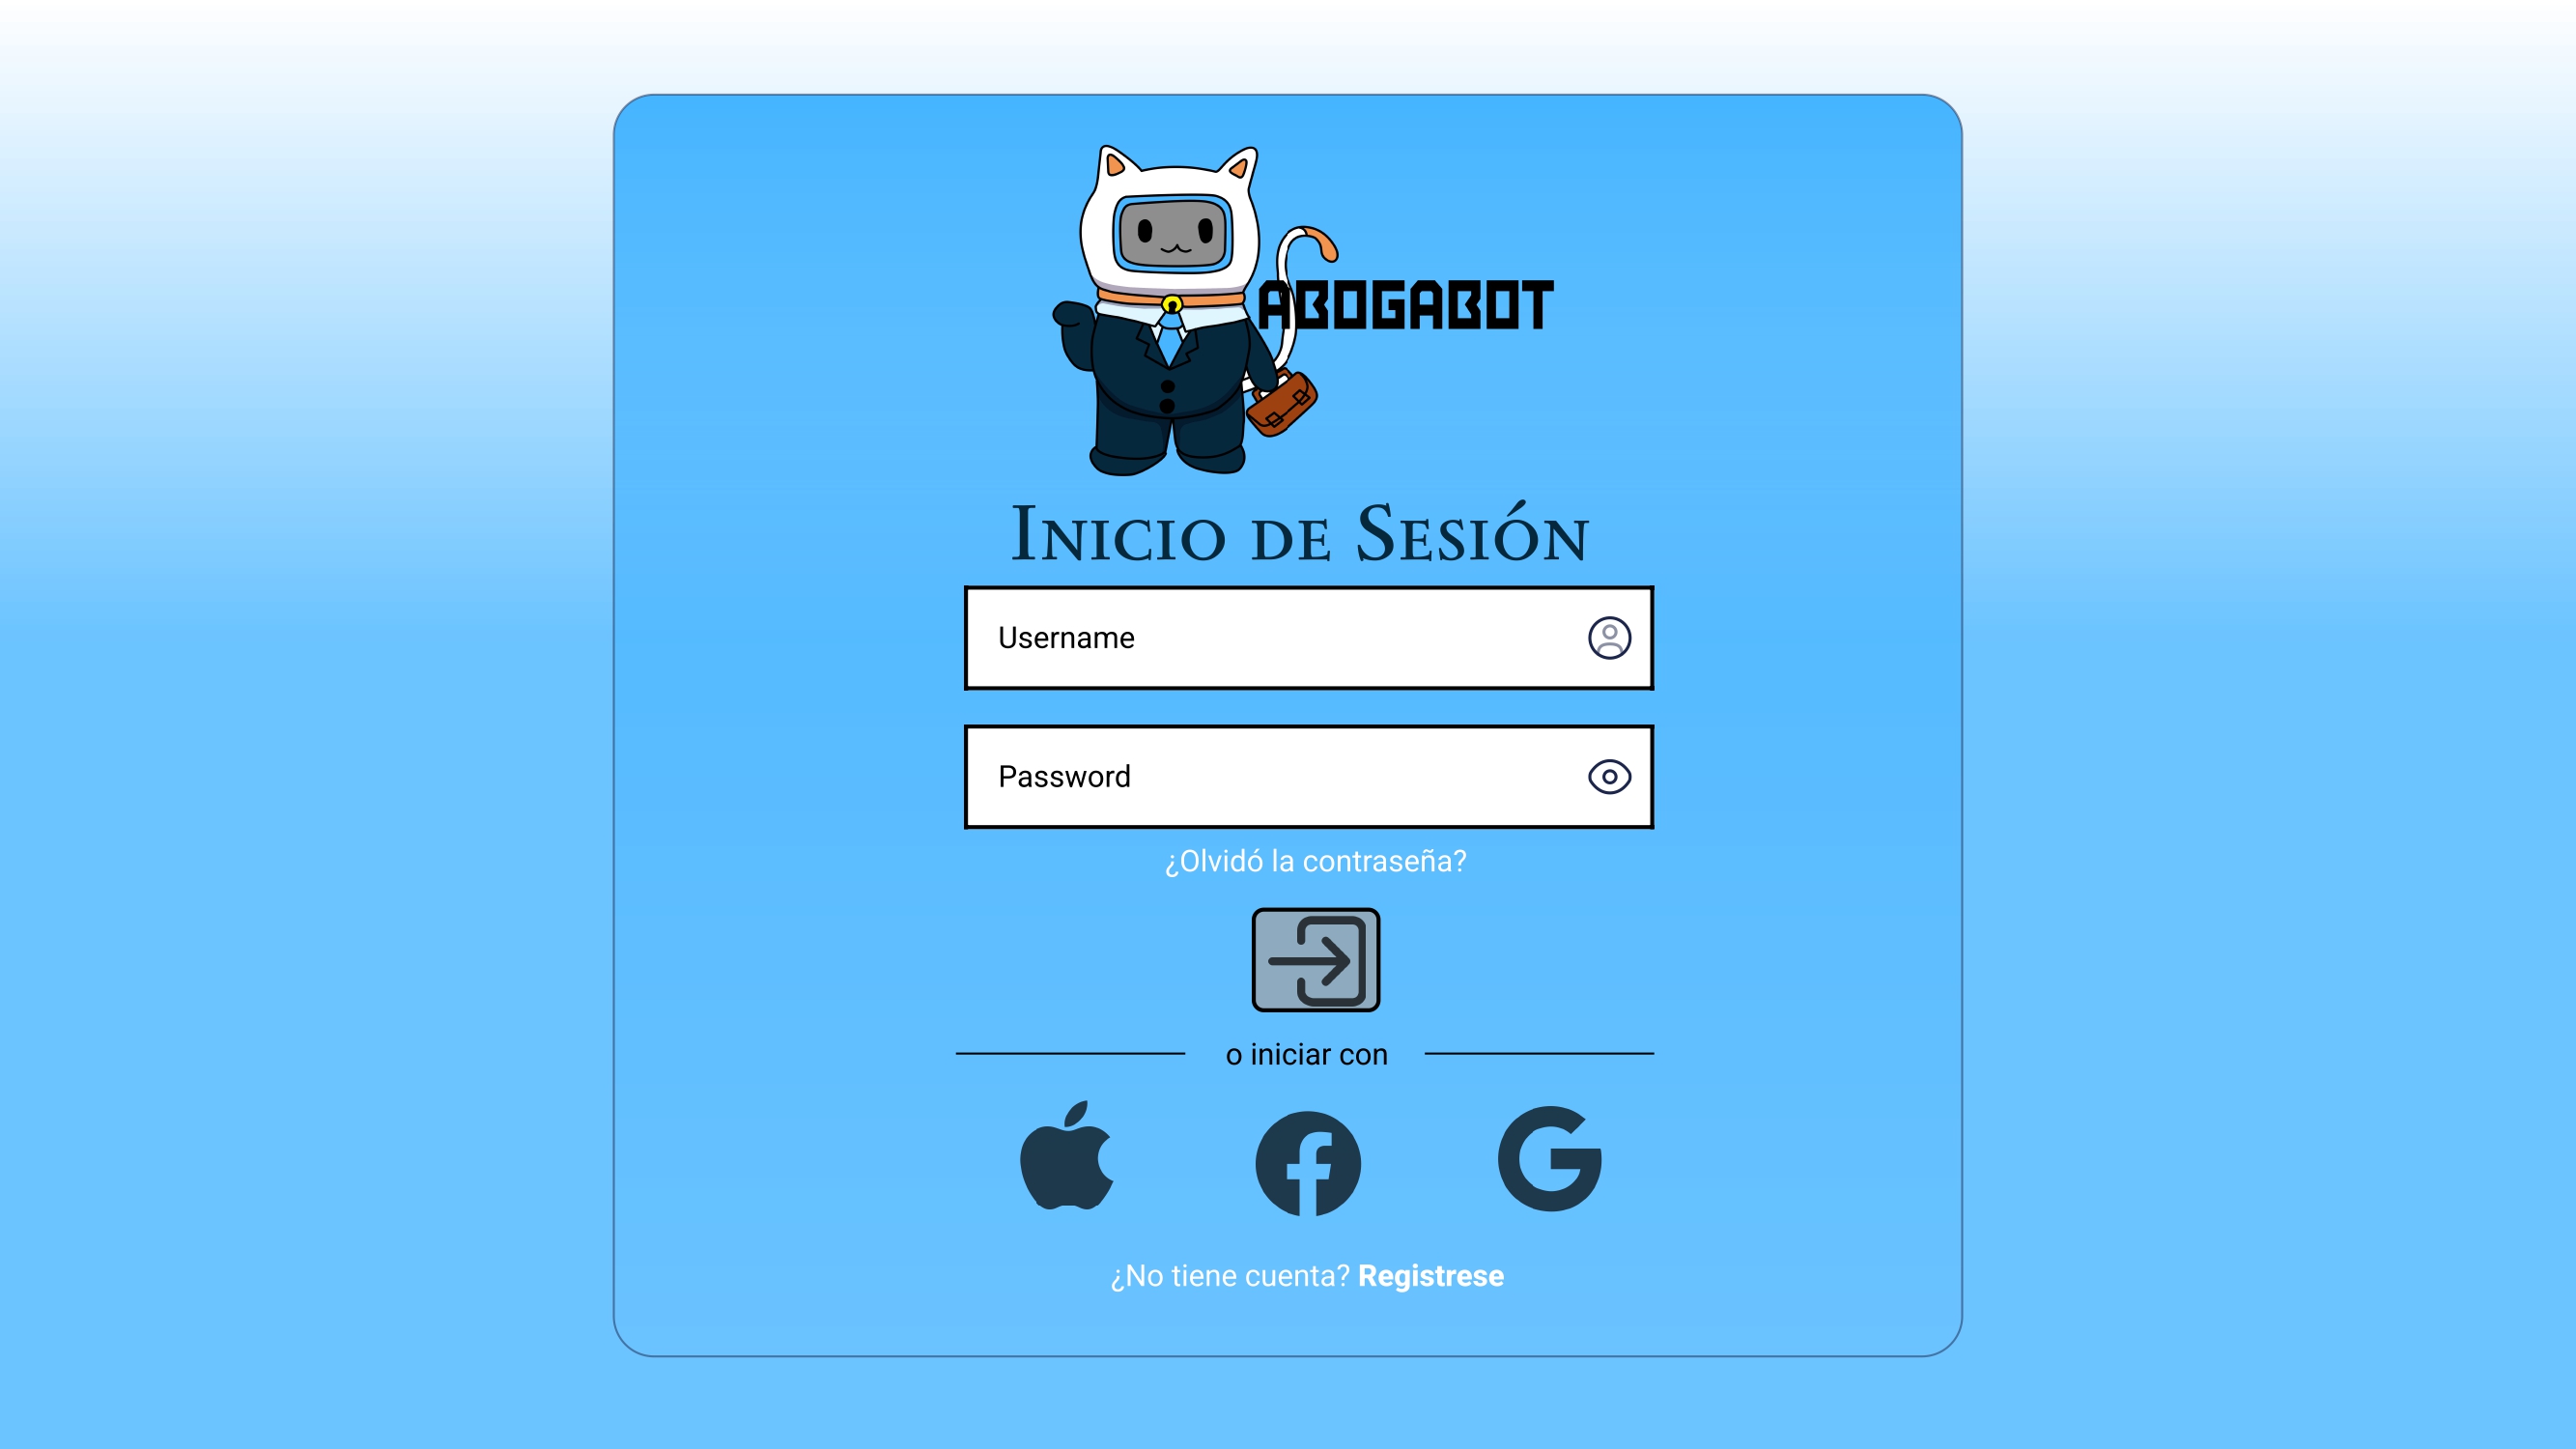 ABOGABOT
Inicio de Sesión
Username
Password
¿Olvidó la contraseña?
o iniciar con
¿No tiene cuenta? Registrese